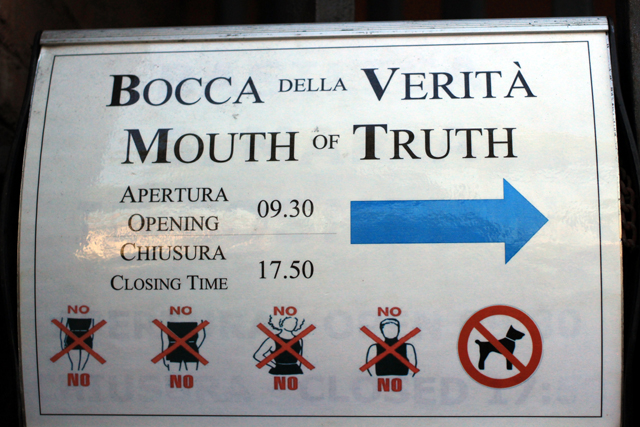 BOCCA DELLA VERITÀ
MOUTH OF TRUTH
APERTURA
OPENING
09.30
CHIUSURA
CLOSING TIME
17.50
NO NO NO NO
NO NO NO NO